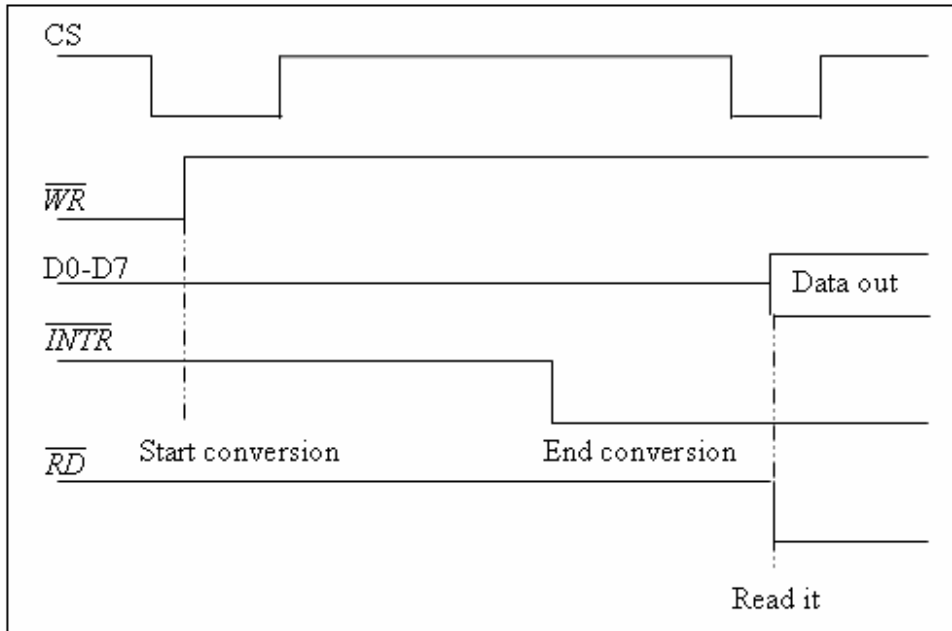 CS
WR
D0-D7
Data out
INTR
Start conversion
End conversion
RD
Read it